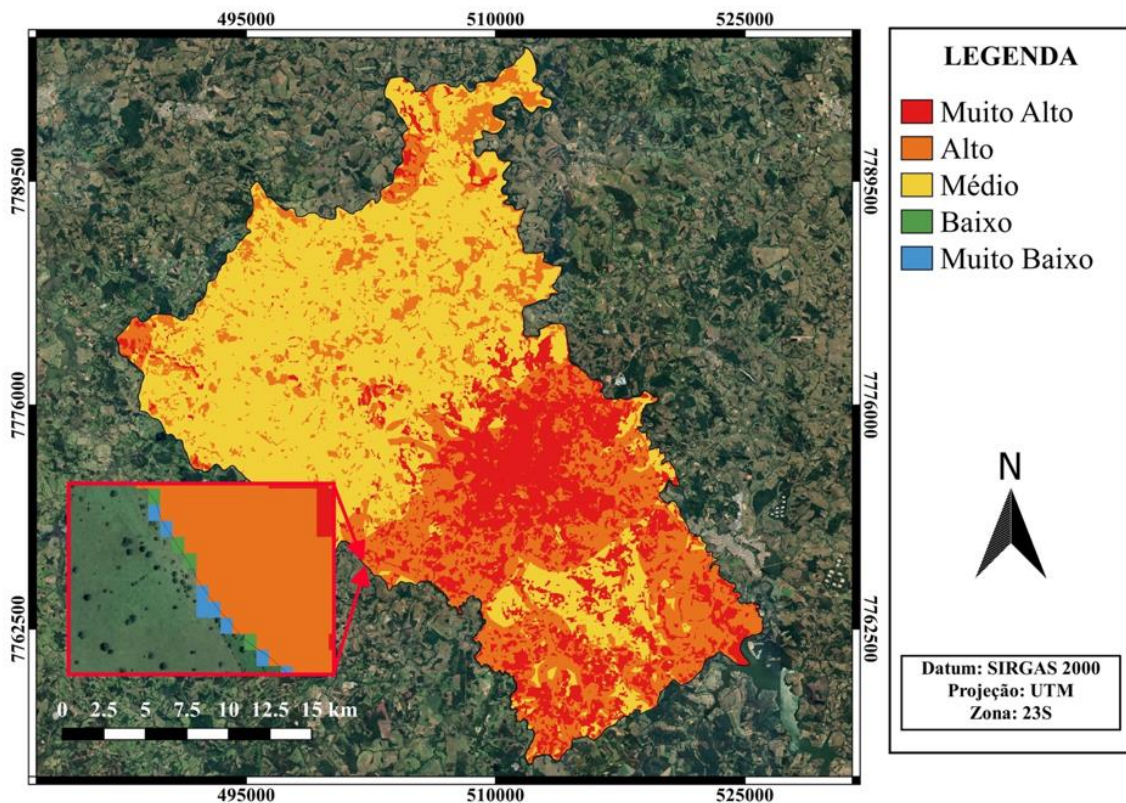 495000 510000 525000
7789500 7789500
7776000 7776000
7762500 7762500
0 2.5 5 7.5 10 12.5 15 km
495000 510000 525000
LEGENDA
Muito Alto
Alto
Médio
Baixo
Muito Baixo
N
Datum: SIRGAS 2000
Projeção: UTM
Zona: 23S